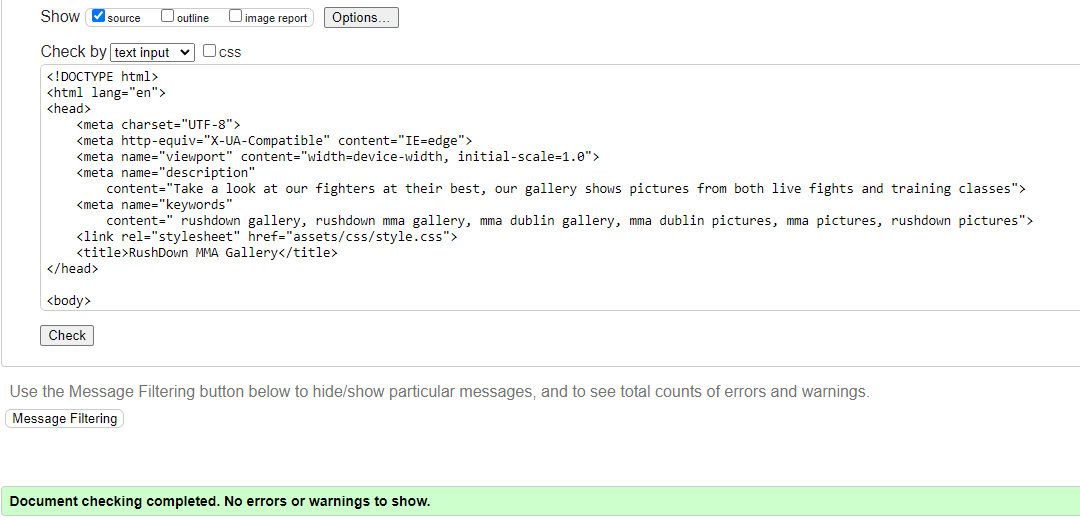 Show source outline image report Options...
Check by text input css
<!DOCTYPE html>
<html lang="en">
<head>
    <meta charset="UTF-8">
    <meta http-equiv="X-UA-Compatible" content="IE=edge">
    <meta name="viewport" content="width=device-width, initial-scale=1.0">
    <meta name="description"
        content="Take a look at our fighters at their best, our gallery shows pictures from both live fights and training classes">
    <meta name="keywords"
        content=" rushdown gallery, rushdown mma gallery, mma dublin gallery, mma dublin pictures, mma pictures, rushdown pictures">
    <link rel="stylesheet" href="assets/css/style.css">
    <title>RushDown MMA Gallery</title>
</head>
<body>
Check
Use the Message Filtering button below to hide/show particular messages, and to see total counts of errors and warnings.
Message Filtering
Document checking completed. No errors or warnings to show.